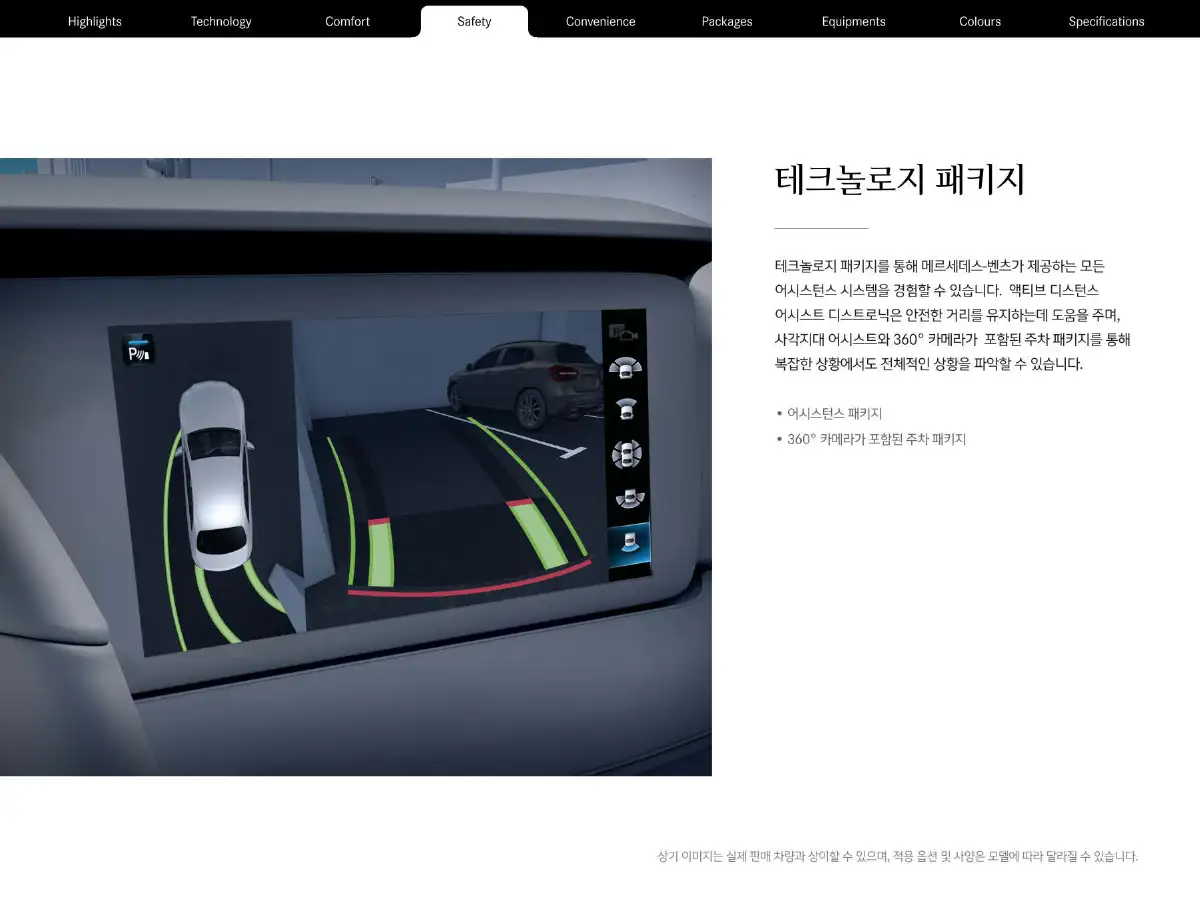 Highlights
Technology
Comfort
Safety
Convenience
Packages
Equipments
Colours
Specifications
테크놀로지 패키지
테크놀로지 패키지를 통해 메르세데스-벤츠가 제공하는 모든
어시스턴스 시스템을 경험할 수 있습니다. 액티브 디스턴스
어시스트 디스트로닉은 안전한 거리를 유지하는데 도움을 주며,
사각지대 어시스트와 360° 카메라가 포함된 주차 패키지를 통해
복잡한 상황에서도 전체적인 상황을 파악할 수 있습니다.
• 어시스턴스 패키지
• 360° 카메라가 포함된 주차 패키지
P
상기 이미지는 실제 판매 차량과 상이할 수 있으며, 적용 옵션 및 사양은 모델에 따라 달라질 수 있습니다.